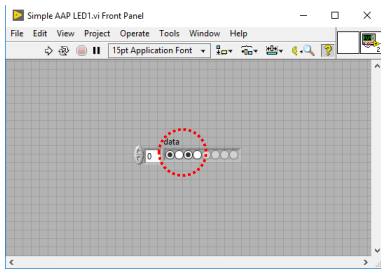 Simple AAP LED1.vi Front Panel
File Edit View Project Operate Tools Window Help
15pt Application Font
2
data
0